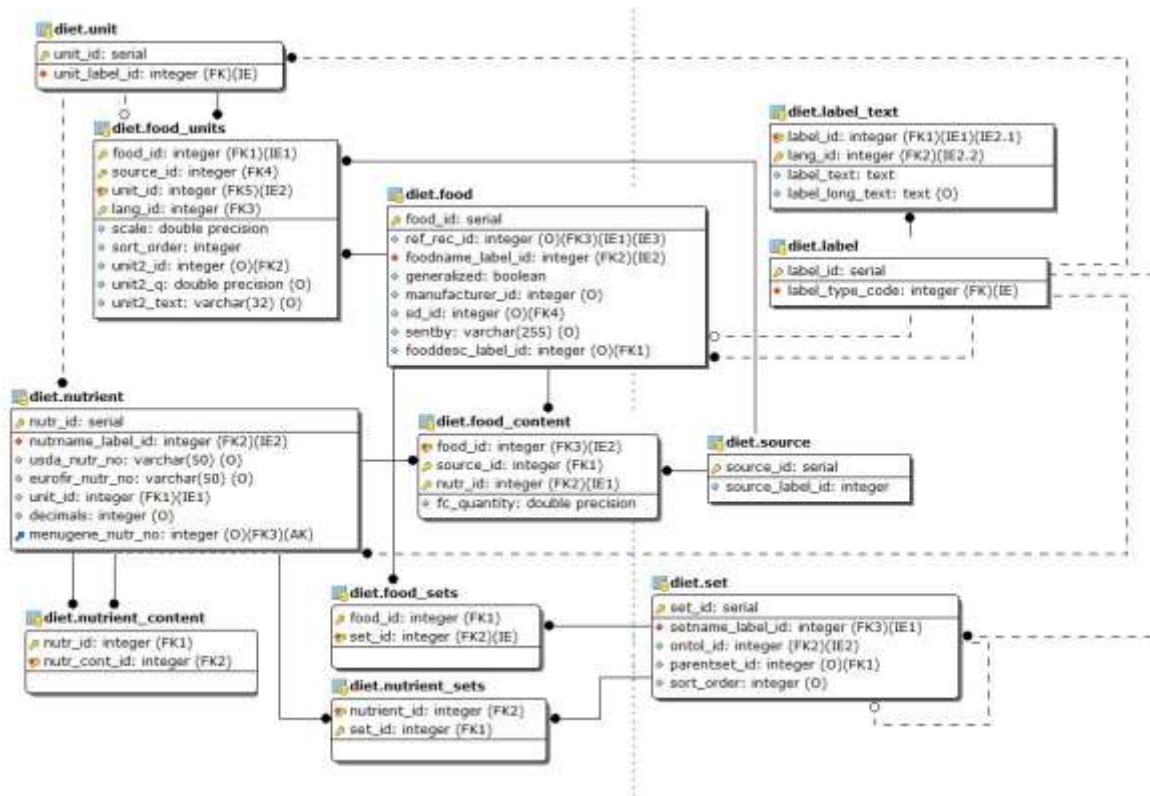 diet.unit
unit_id: serial
unit_label_id: integer (FK)(IE)
diet.food_units
food_id: integer (FK1)(IE1)
source_id: integer (FK4)
unit_id: integer (FK5)(IE2)
lang_id: integer (FK3)
scale: double precision
sort_order: integer
unit2_id: integer (O)(FK2)
unit2_q: double precision (O)
unit2_text: varchar(32) (O)
diet.food
food_id: serial
ref_rec_id: integer (O)(FK3)(IE1)(IE3)
foodname_label_id: integer (FK2)(IE2)
generalized: boolean
manufacturer_id: integer (O)
sd_id: integer (O)(FK4)
sentby: varchar(255) (O)
fooddesc_label_id: integer (O)(FK1)
diet.label_text
label_id: integer (FK1)(IE1)(IE2.1)
lang_id: integer (FK2)(IE2.2)
label_text: text
label_long_text: text (O)
diet.label
label_id: serial
label_type_code: integer (FK)(IE)
diet.nutrient
nutr_id: serial
nutrname_label_id: integer (FK2)(IE2)
usda_nutr_no: varchar(50) (O)
eurofir_nutr_no: varchar(50) (O)
unit_id: integer (FK1)(IE1)
decimals: integer (O)
menugene_nutr_no: integer (O)(FK3)(AK)
diet.food_content
food_id: integer (FK3)(IE2)
source_id: integer (FK1)
nutr_id: integer (FK2)(IE1)
fc_quantity: double precision
diet.source
source_id: serial
source_label_id: integer
diet.nutrient_content
nutr_id: integer (FK1)
nutr_cont_id: integer (FK2)
diet.food_sets
food_id: integer (FK1)
set_id: integer (FK2)(IE)
diet.nutrient_sets
nutrient_id: integer (FK2)
set_id: integer (FK1)
diet.set
set_id: serial
setname_label_id: integer (FK3)(IE1)
ontol_id: integer (FK2)(IE2)
parentset_id: integer (O)(FK1)
sort_order: integer (O)